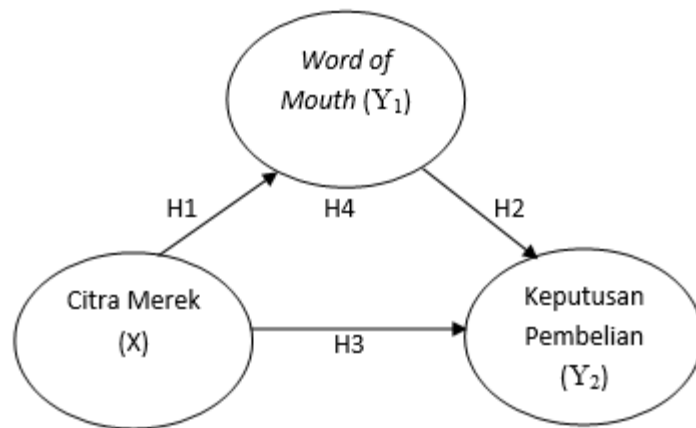 Word of
Mouth (Y₁)
H1
H4
H2
Citra Merek
(X)
H3
Keputusan
Pembelian
(Y₂)